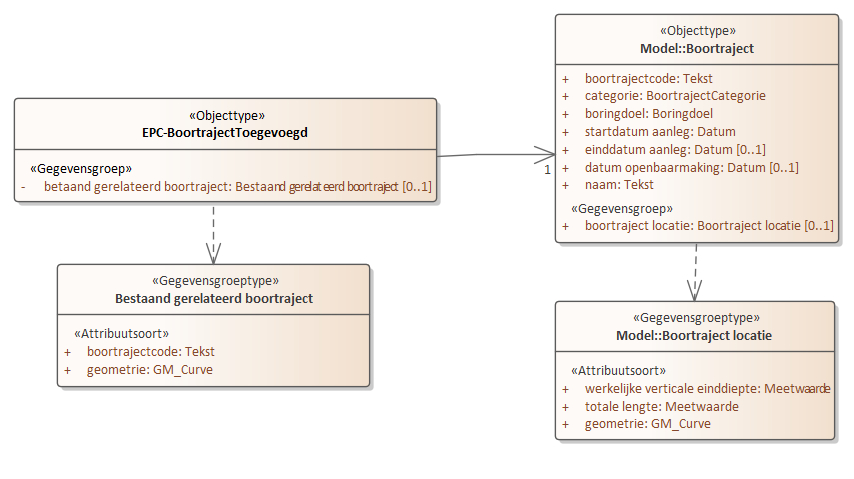 «Objecttype»
EPC-BoortrajectToegevoegd
«Gegevensgroep»
- betaand gerelateerd boortraject: Bestaand gerelateerd boortraject [0..1]
«Gegevensgroeptype»
Bestaand gerelateerd boortraject
«Attribuutsoort»
+ boortrajectcode: Tekst
+ geometrie: GM_Curve
1
«Objecttype»
Model::Boortraject
+ boortrajectcode: Tekst
+ categorie: BoortrajectCategorie
+ boringdoel: Boringdoel
+ startdatum aanleg: Datum
+ einddatum aanleg: Datum [0..1]
+ datum openbaarmaking: Datum [0..1]
+ naam: Tekst
«Gegevensgroep»
+ boortraject locatie: Boortraject locatie [0..1]
«Gegevensgroeptype»
Model::Boortraject locatie
«Attribuutsoort»
+ werkelijke verticale einddiepte: Meetwaarde
+ totale lengte: Meetwaarde
+ geometrie: GM_Curve